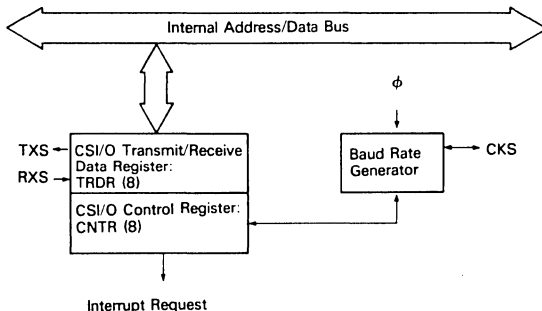 Internal Address/Data Bus
φ
TXS
CSI/O Transmit/Receive
Data Register:
TRDR (8)
RXS
Baud Rate
Generator
CKS
CSI/O Control Register:
CNTR (8)
Interrupt Request